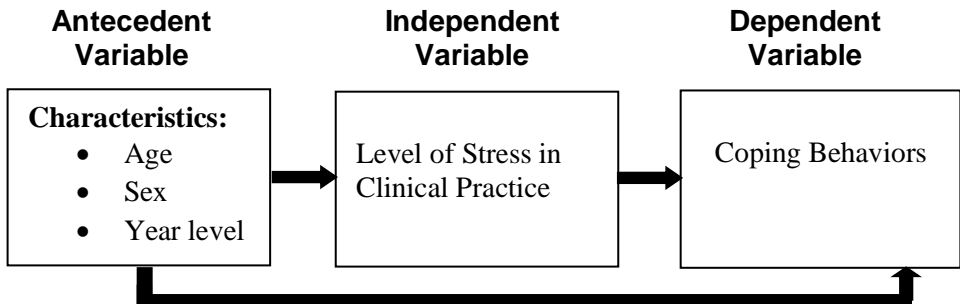 Antecedent
Variable
Independent
Variable
Dependent
Variable
Characteristics:
• Age
• Sex
• Year level
Level of Stress in
Clinical Practice
Coping Behaviors